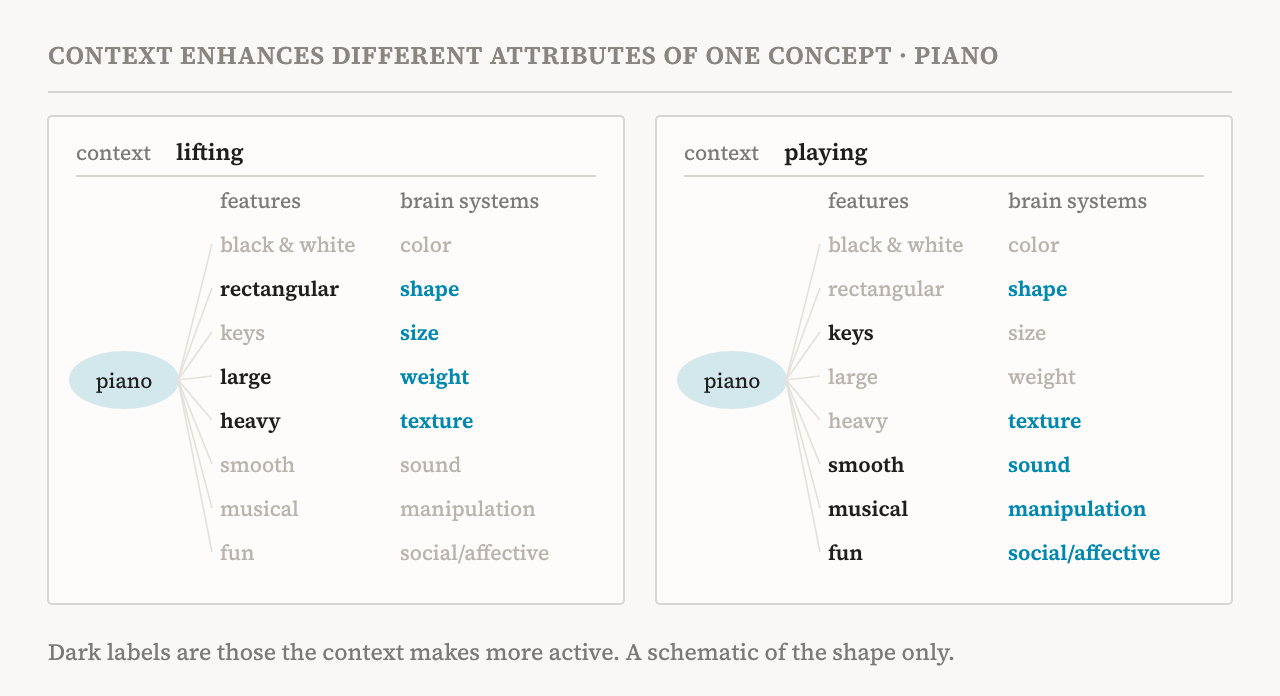 CONTEXT ENHANCES DIFFERENT ATTRIBUTES OF ONE CONCEPT · PIANO
context lifting
features brain systems
black & white color
rectangular shape
keys size
large weight
piano
heavy texture
smooth sound
musical manipulation
fun social/affective
context playing
features brain systems
black & white color
rectangular shape
keys size
large weight
piano
heavy texture
smooth sound
musical manipulation
fun social/affective
Dark labels are those the context makes more active. A schematic of the shape only.